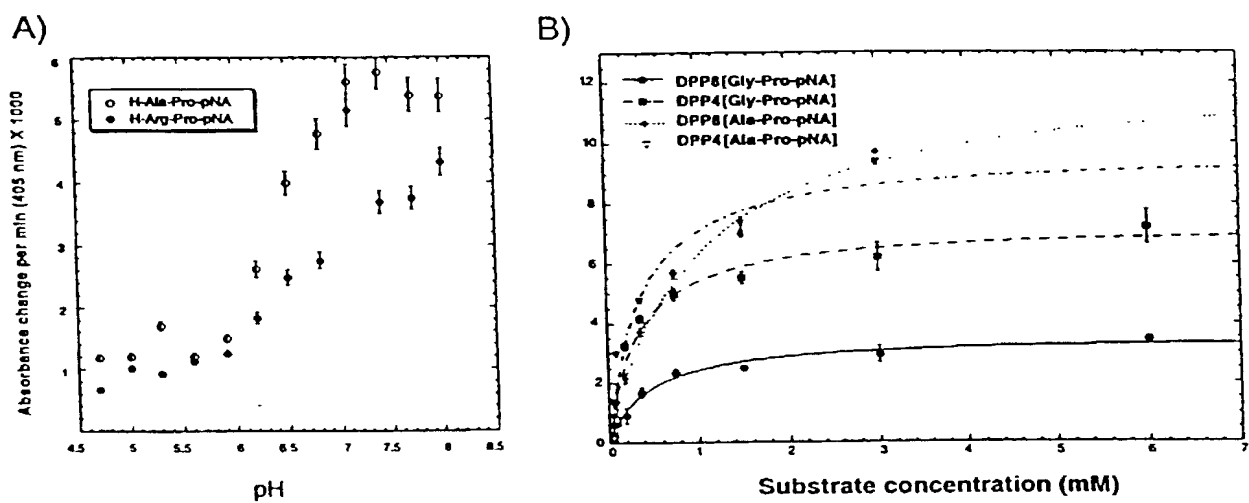 A)
Absorbance change per min (405 nm) X 1000
6
5
4
3
2
1
H-Ala-Pro-pNA
H-Arg-Pro-pNA
4.5 5 5.5 6 6.5 7 7.5 8 8.5
pH
B)
12
10
8
6
4
2
0
DPP8[Gly-Pro-pNA]
DPP4[Gly-Pro-pNA]
DPP8[Ala-Pro-pNA]
DPP4[Ala-Pro-pNA]
0 1 2 3 4 5 6 7
Substrate concentration (mM)